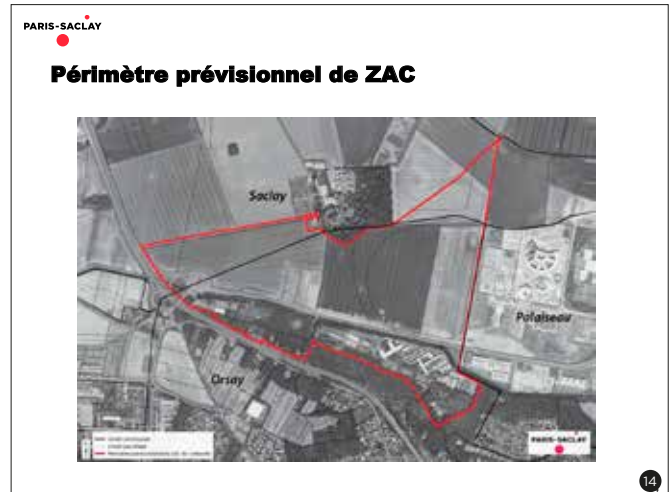 PARIS-SACLAY
Périmètre prévisionnel de ZAC
Saclay
Palaiseau
Orsay
PARIS-SACLAY
14